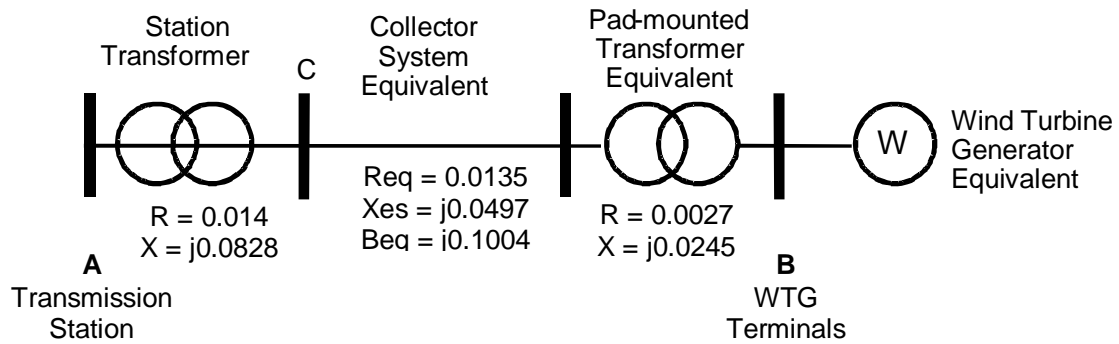 Station
Transformer
C
Collector
System
Equivalent
Pad-mounted
Transformer
Equivalent
W
Wind Turbine
Generator
Equivalent
R = 0.014
X = j0.0828
Req = 0.0135
Xes = j0.0497
Beq = j0.1004
R = 0.0027
X = j0.0245
A
Transmission
Station
B
WTG
Terminals